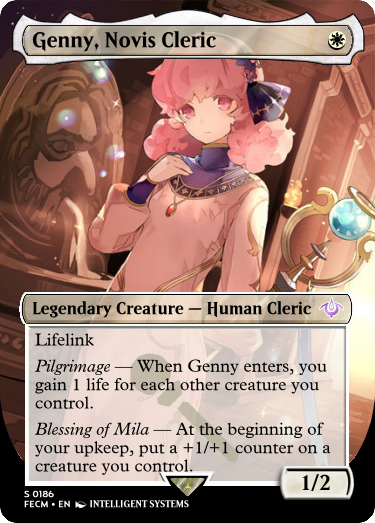 Genny, Novis Cleric
Legendary Creature — Human Cleric
Lifelink
Pilgrimage — When Genny enters, you
gain 1 life for each other creature you
control.
Blessing of Mila — At the beginning of
your upkeep, put a +1/+1 counter on a
creature you control.
1/2
S 0186
FECM • EN INTELLIGENT SYSTEMS